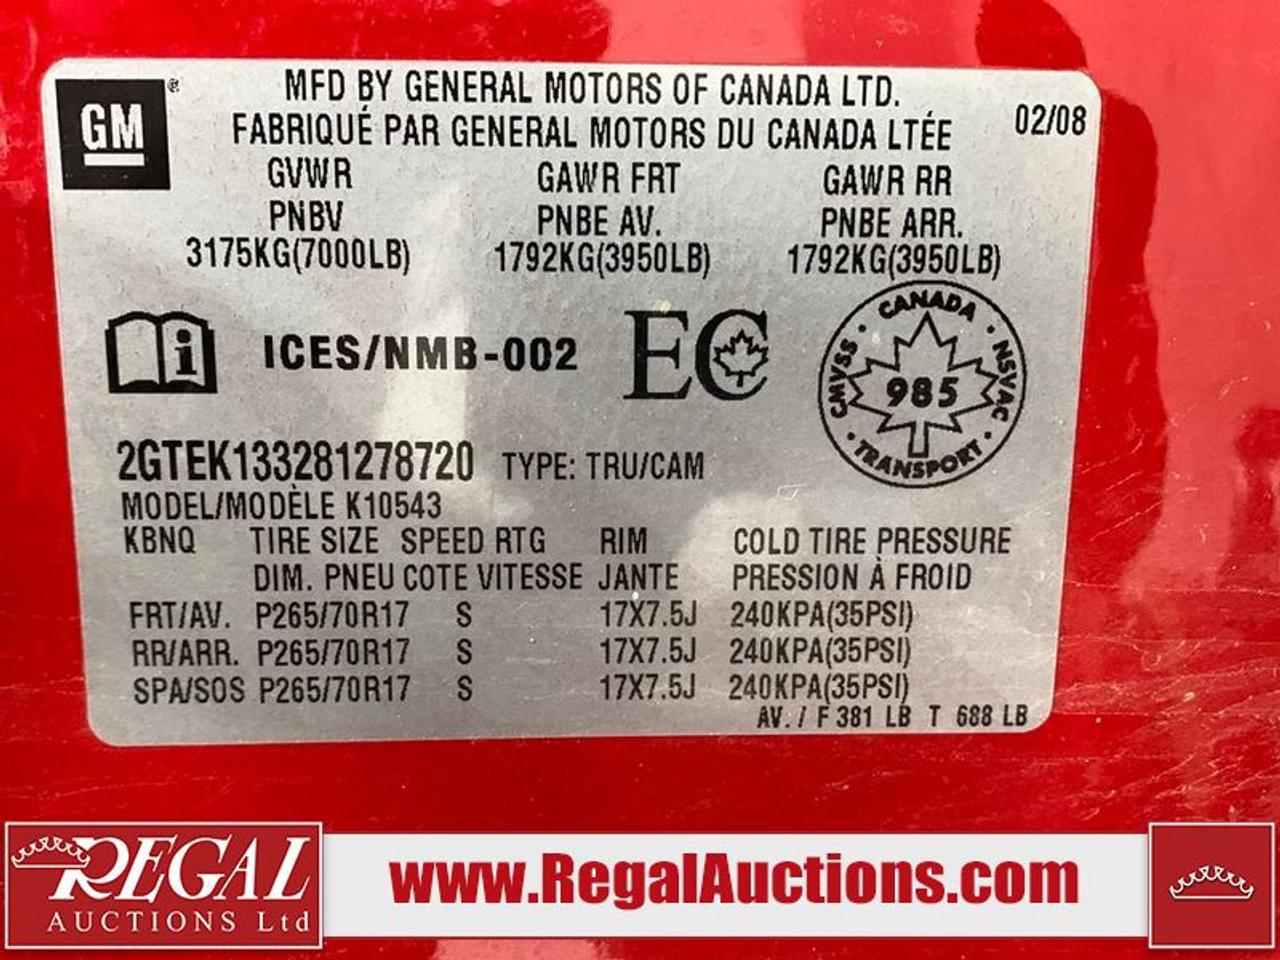 GM ®
MFD BY GENERAL MOTORS OF CANADA LTD.
FABRIQUÉ PAR GENERAL MOTORS DU CANADA LTÉE
02/08
GVWR GAWR FRT GAWR RR
PNBV PNBE AV. PNBE ARR.
3175KG(7000LB) 1792KG(3950LB) 1792KG(3950LB)
i ICES/NMB-002 EC
CANADA
CMVSS 985 NSVAC
TRANSPORT
2GTEK133281278720 TYPE: TRU/CAM
MODEL/MODÈLE K10543
KBNQ TIRE SIZE SPEED RTG RIM COLD TIRE PRESSURE
DIM. PNEU COTE VITESSE JANTE PRESSION À FROID
FRT/AV. P265/70R17 S 17X7.5J 240KPA(35PSI)
RR/ARR. P265/70R17 S 17X7.5J 240KPA(35PSI)
SPA/SOS P265/70R17 S 17X7.5J 240KPA(35PSI)
AV. / F 381 LB T 688 LB
REGAL
AUCTIONS Ltd
www.RegalAuctions.com